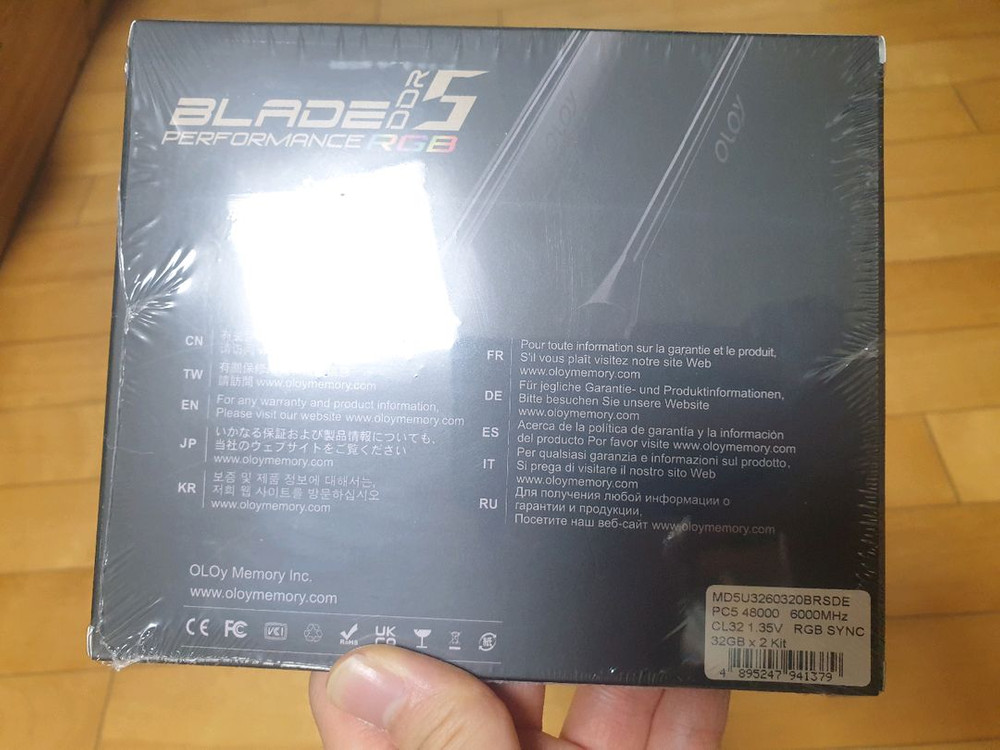 BLADE DDR5
PERFORMANCE RGB
OLOy
OLOy
CN
TW
有關保
請訪問 www.oloymemory.com
EN
For any warranty and product information,
Please visit our website www.oloymemory.com
JP
いかなる保証および製品情報についても、
当社のウェブサイトをご覧ください
www.oloymemory.com
KR
보증 및 제품 정보에 대해서는,
저희 웹 사이트를 방문하십시오
www.oloymemory.com
FR
Pour toute information sur la garantie et le produit,
S'il vous plaît visitez notre site Web
www.oloymemory.com
DE
Für jegliche Garantie- und Produktinformationen,
Bitte besuchen Sie unsere Website
www.oloymemory.com
ES
Acerca de la política de garantía y la información
del producto Por favor visite www.oloymemory.com
IT
Per qualsiasi garanzia e informazioni sul prodotto,
Si prega di visitare il nostro sito Web
www.oloymemory.com
RU
Для получения любой информации о
гарантии и продукции,
Посетите наш веб-сайт www.oloymemory.com
OLOy Memory Inc.
www.oloymemory.com
CE FC VCI RoHS UKCA 紙
MD5U3260320BRSDE
PC5 48000 6000MHz
CL32 1.35V RGB SYNC
32GB x 2 Kit
4 895247 941379